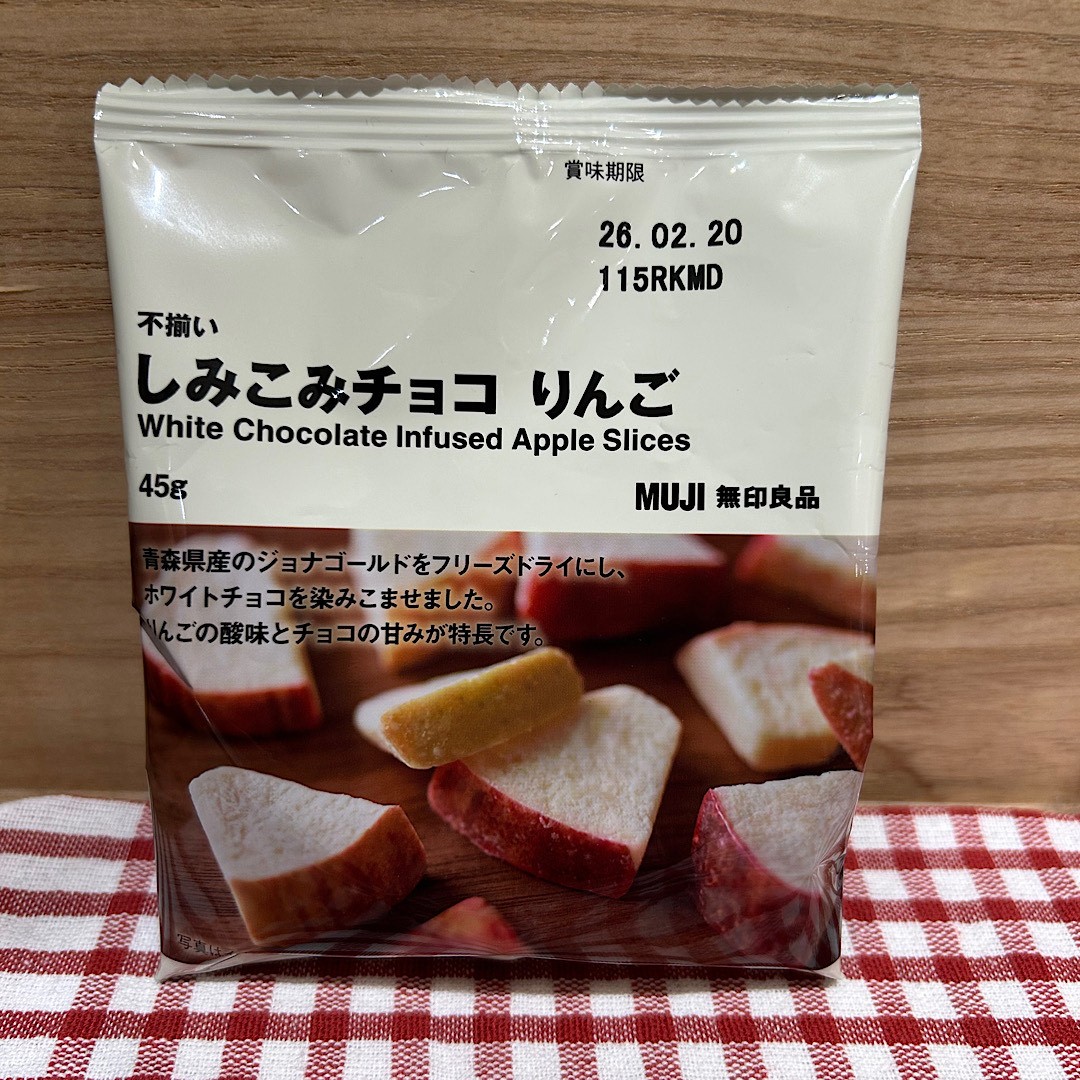 賞味期限
26.02.20
115RKMD
不揃い
しみこみチョコ りんご
White Chocolate Infused Apple Slices
45g
MUJI 無印良品
青森県産のジョナゴールドをフリーズドライにし、
ホワイトチョコを染みこませました。
りんごの酸味とチョコの甘みが特長です。
写真は